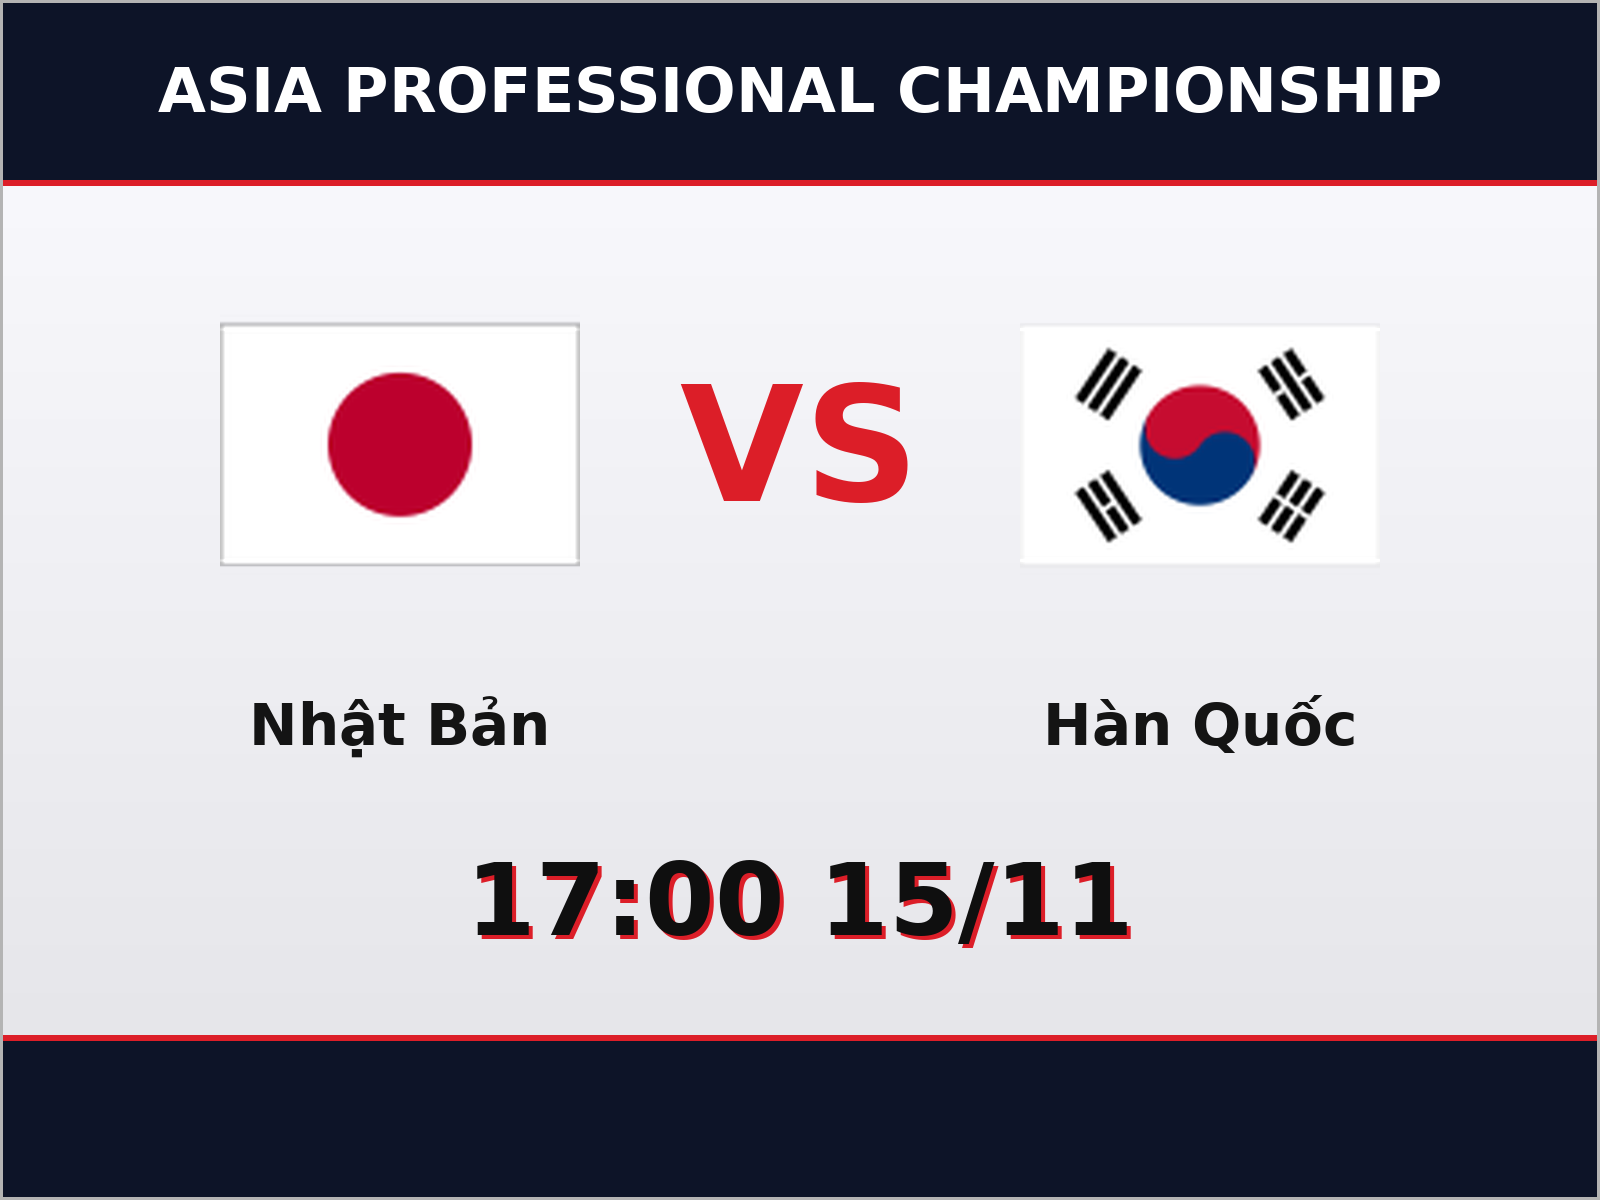 ASIA PROFESSIONAL CHAMPIONSHIP
VS
Nhật Bản
Hàn Quốc
17:00 15/11